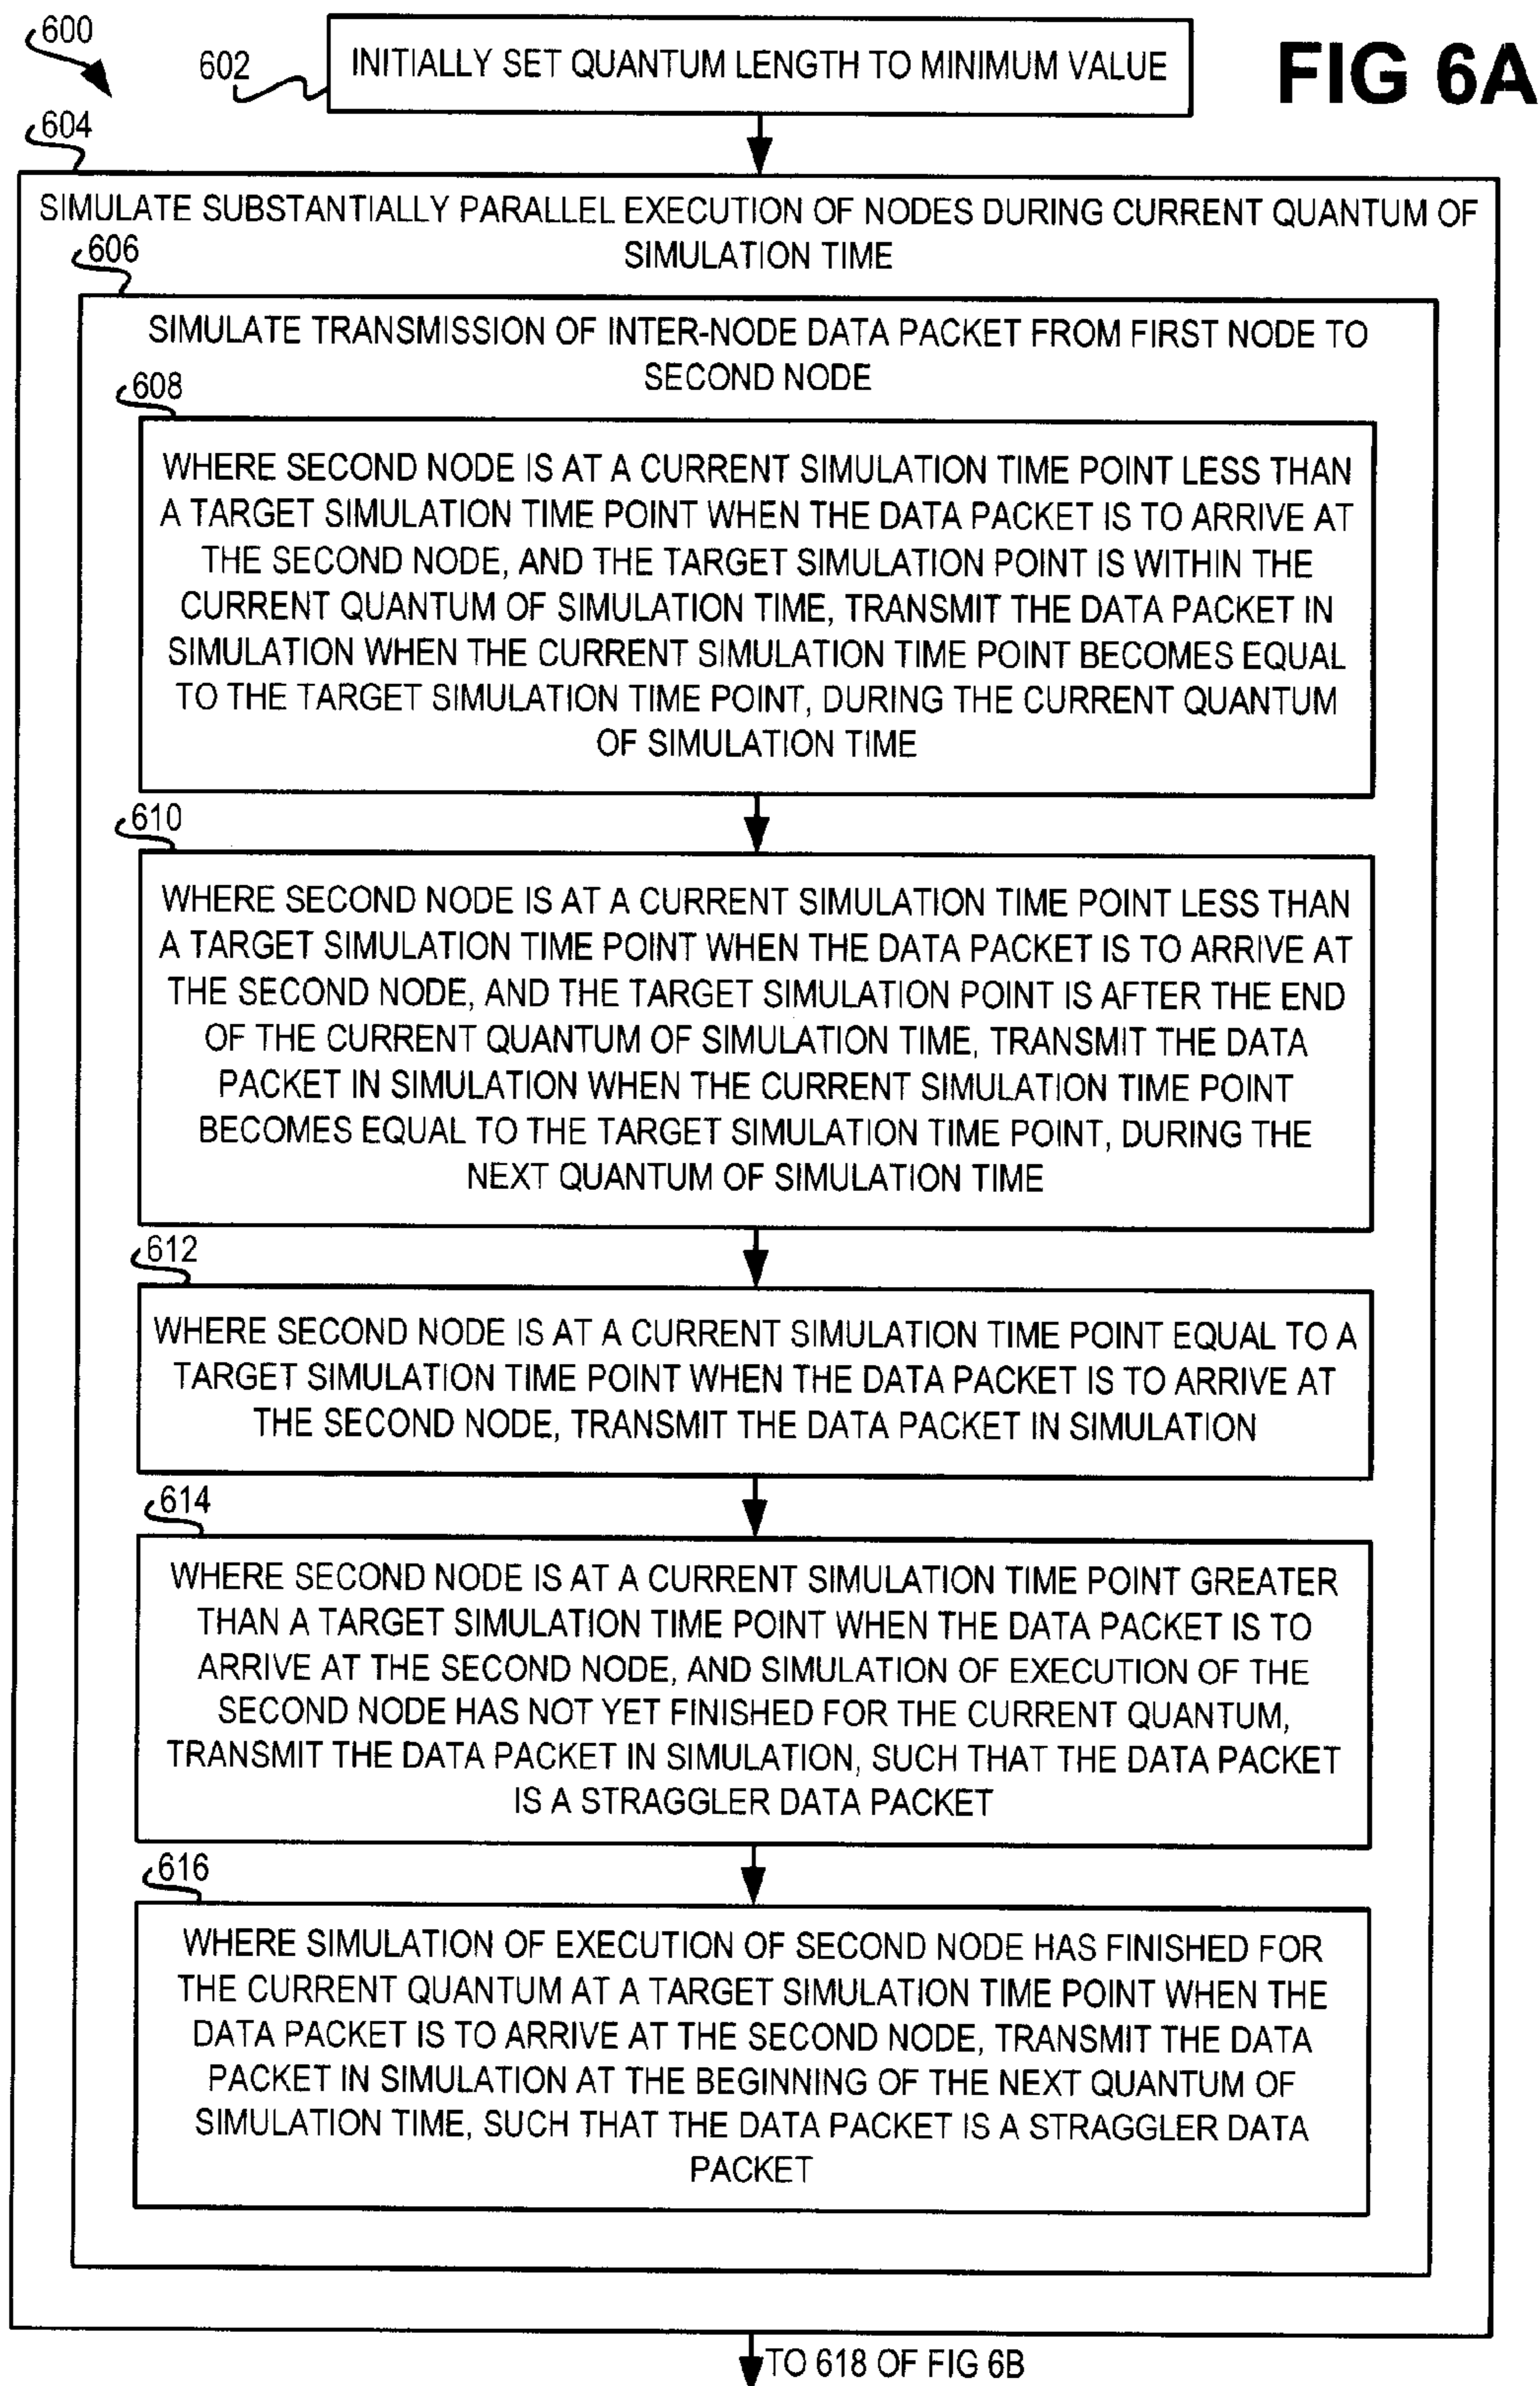 600
602
INITIALLY SET QUANTUM LENGTH TO MINIMUM VALUE
FIG 6A
604
SIMULATE SUBSTANTIALLY PARALLEL EXECUTION OF NODES DURING CURRENT QUANTUM OF
SIMULATION TIME
606
SIMULATE TRANSMISSION OF INTER-NODE DATA PACKET FROM FIRST NODE TO
SECOND NODE
608
WHERE SECOND NODE IS AT A CURRENT SIMULATION TIME POINT LESS THAN
A TARGET SIMULATION TIME POINT WHEN THE DATA PACKET IS TO ARRIVE AT
THE SECOND NODE, AND THE TARGET SIMULATION POINT IS WITHIN THE
CURRENT QUANTUM OF SIMULATION TIME, TRANSMIT THE DATA PACKET IN
SIMULATION WHEN THE CURRENT SIMULATION TIME POINT BECOMES EQUAL
TO THE TARGET SIMULATION TIME POINT, DURING THE CURRENT QUANTUM
OF SIMULATION TIME
610
WHERE SECOND NODE IS AT A CURRENT SIMULATION TIME POINT LESS THAN
A TARGET SIMULATION TIME POINT WHEN THE DATA PACKET IS TO ARRIVE AT
THE SECOND NODE, AND THE TARGET SIMULATION POINT IS AFTER THE END
OF THE CURRENT QUANTUM OF SIMULATION TIME, TRANSMIT THE DATA
PACKET IN SIMULATION WHEN THE CURRENT SIMULATION TIME POINT
BECOMES EQUAL TO THE TARGET SIMULATION TIME POINT, DURING THE
NEXT QUANTUM OF SIMULATION TIME
612
WHERE SECOND NODE IS AT A CURRENT SIMULATION TIME POINT EQUAL TO A
TARGET SIMULATION TIME POINT WHEN THE DATA PACKET IS TO ARRIVE AT
THE SECOND NODE, TRANSMIT THE DATA PACKET IN SIMULATION
614
WHERE SECOND NODE IS AT A CURRENT SIMULATION TIME POINT GREATER
THAN A TARGET SIMULATION TIME POINT WHEN THE DATA PACKET IS TO
ARRIVE AT THE SECOND NODE, AND SIMULATION OF EXECUTION OF THE
SECOND NODE HAS NOT YET FINISHED FOR THE CURRENT QUANTUM,
TRANSMIT THE DATA PACKET IN SIMULATION, SUCH THAT THE DATA PACKET
IS A STRAGGLER DATA PACKET
616
WHERE SIMULATION OF EXECUTION OF SECOND NODE HAS FINISHED FOR
THE CURRENT QUANTUM AT A TARGET SIMULATION TIME POINT WHEN THE
DATA PACKET IS TO ARRIVE AT THE SECOND NODE, TRANSMIT THE DATA
PACKET IN SIMULATION AT THE BEGINNING OF THE NEXT QUANTUM OF
SIMULATION TIME, SUCH THAT THE DATA PACKET IS A STRAGGLER DATA
PACKET
TO 618 OF FIG 6B